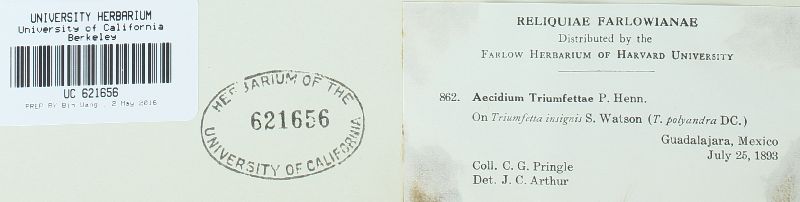 UNIVERSITY HERBARIUM
University of California
Berkeley
UC 621656
PREP BY Bin Wang , 2 May 2016
HERBARIUM OF THE
621656
UNIVERSITY OF CALIFORNIA
RELIQUIAE FARLOWIANAE
Distributed by the
FARLOW HERBARIUM OF HARVARD UNIVERSITY
862. Aecidium Triumfettae P. Henn.
On Triumfetta insignis S. Watson (T. polyandra DC.)
Guadalajara, Mexico
July 25, 1893
Coll. C. G. Pringle
Det. J. C. Arthur